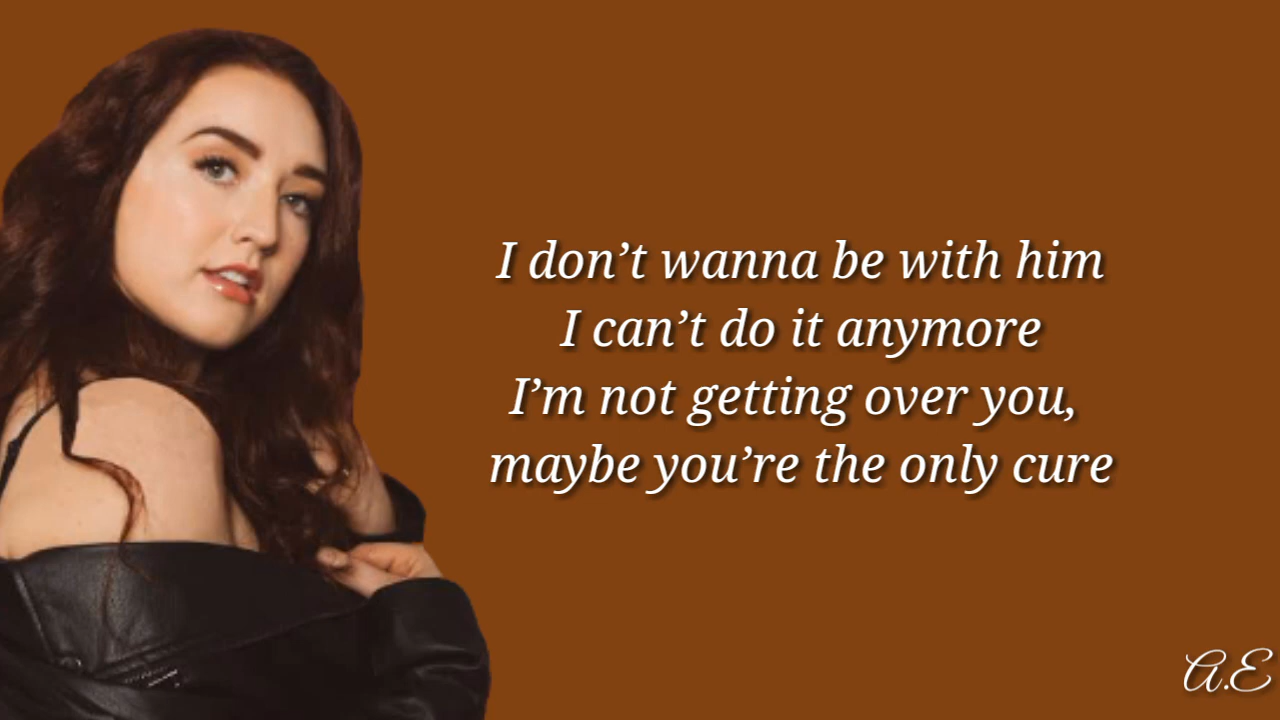 I don’t wanna be with him
I can’t do it anymore
I’m not getting over you,
maybe you’re the only cure
A.E